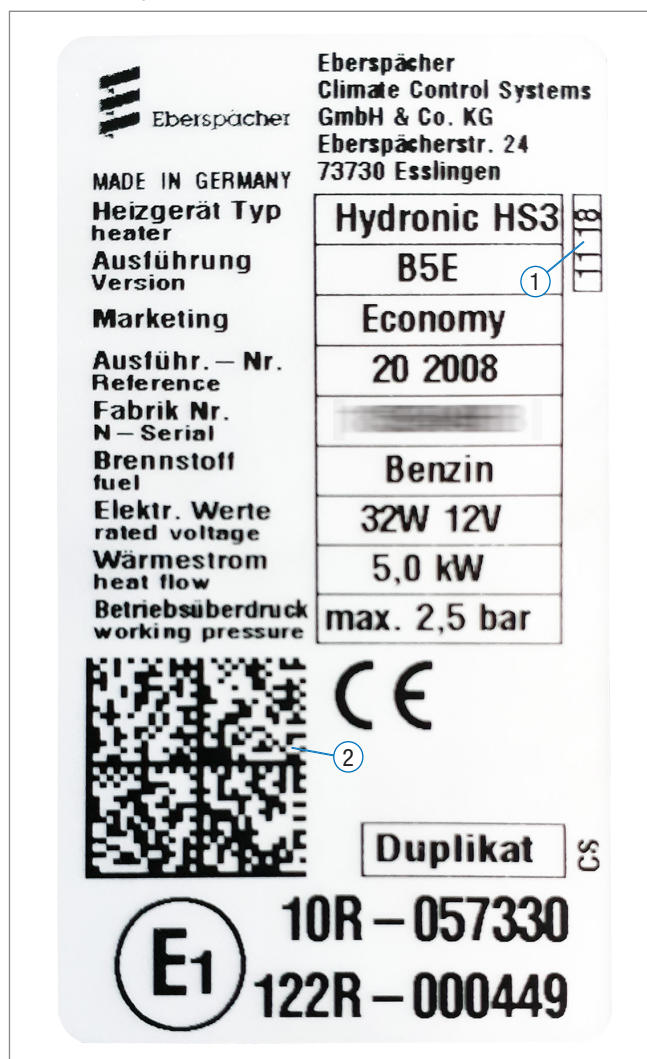 Eberspächer
Eberspächer
Climate Control Systems
GmbH & Co. KG
Eberspächerstr. 24
73730 Esslingen
MADE IN GERMANY
Heizgerät Typ
heater
Hydronic HS3
11 18
1
Ausführung
Version
B5E
Marketing
Economy
Ausführ.–Nr.
Reference
20 2008
Fabrik Nr.
N–Serial
Brennstoff
fuel
Benzin
Elektr. Werte
rated voltage
32W 12V
Wärmestrom
heat flow
5,0 kW
Betriebsüberdruck
working pressure
max. 2,5 bar
CE
2
Duplikat
CS
E1
10R–057330
122R–000449